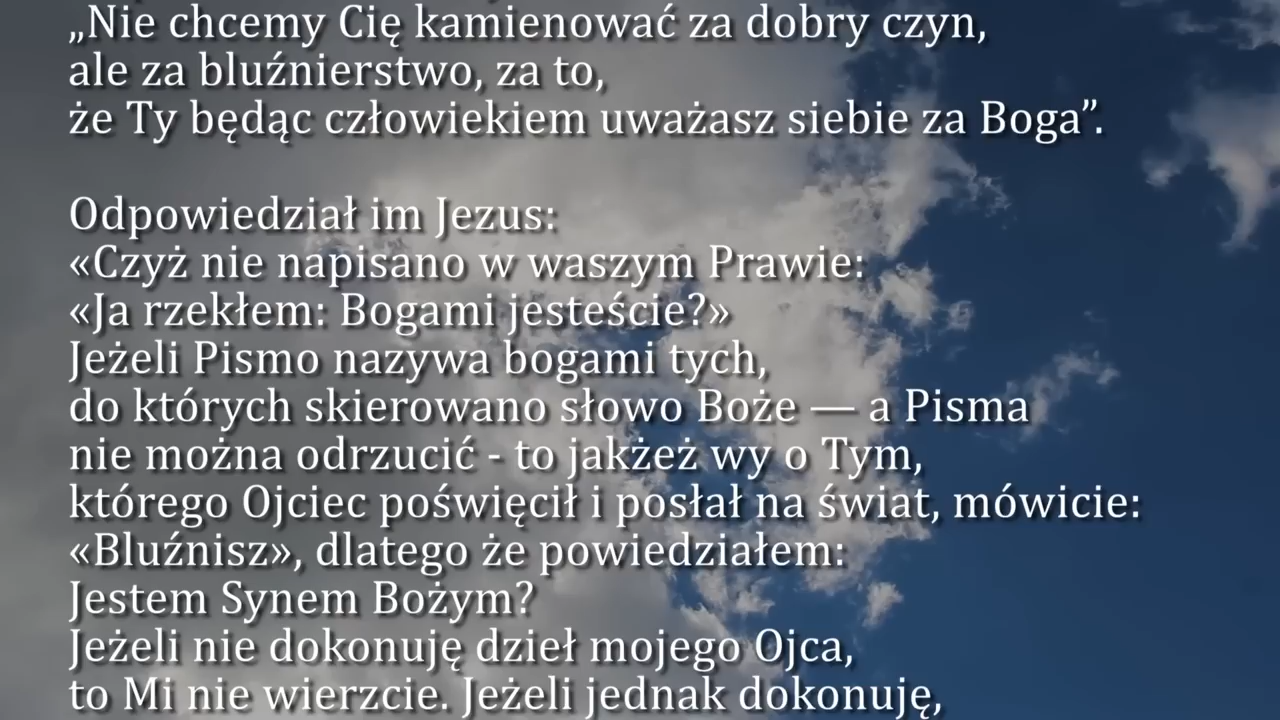 „Nie chcemy Cię kamienować za dobry czyn,
ale za bluźnierstwo, za to,
że Ty będąc człowiekiem uważasz siebie za Boga”.
Odpowiedział im Jezus:
«Czyż nie napisano w waszym Prawie:
«Ja rzekłem: Bogami jesteście?»
Jeżeli Pismo nazywa bogami tych,
do których skierowano słowo Boże — a Pisma
nie można odrzucić - to jakżeż wy o Tym,
którego Ojciec poświęcił i posłał na świat, mówicie:
«Bluźnisz», dlatego że powiedziałem:
Jestem Synem Bożym?
Jeżeli nie dokonuję dzieł mojego Ojca,
to Mi nie wierzcie. Jeżeli jednak dokonuję,